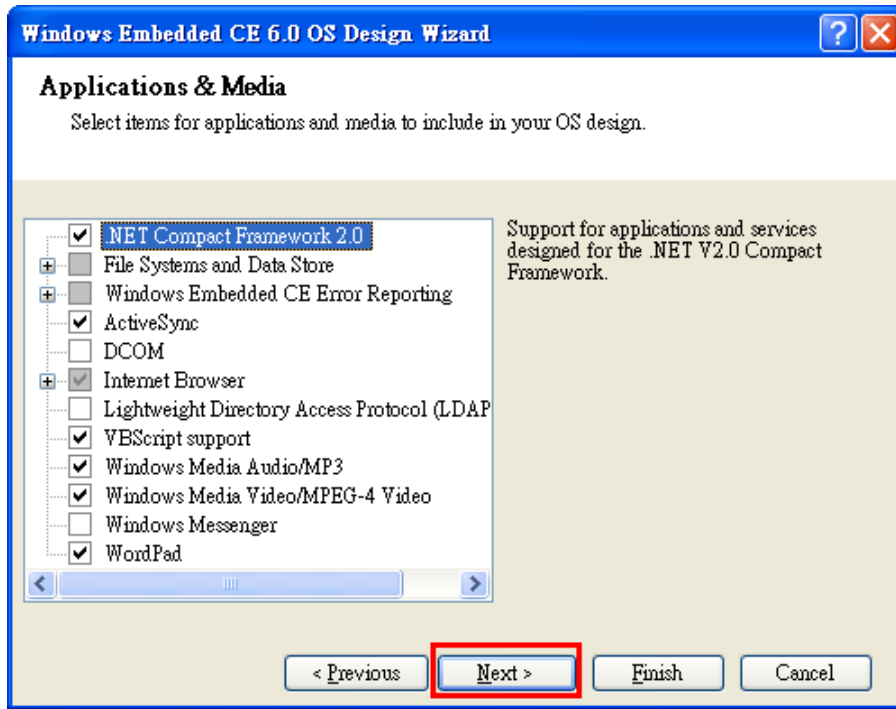 Windows Embedded CE 6.0 OS Design Wizard
Applications & Media
Select items for applications and media to include in your OS design.
.NET Compact Framework 2.0
File Systems and Data Store
Windows Embedded CE Error Reporting
ActiveSync
DCOM
Internet Browser
Lightweight Directory Access Protocol (LDAP
VBScript support
Windows Media Audio/MP3
Windows Media Video/MPEG-4 Video
Windows Messenger
WordPad
Support for applications and services
designed for the .NET V2.0 Compact
Framework.
< Previous
Next >
Finish
Cancel